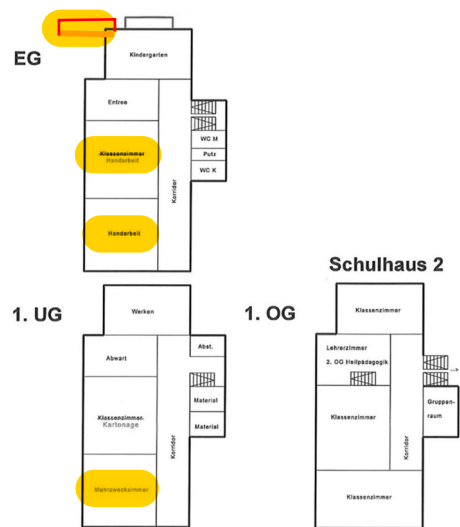 EG
Kindergarten
Entree
WC M
Klassenzimmer
Handarbeit
Putz
WC K
Korridor
Handarbeit
Schulhaus 2
1. UG
Werken
Abst.
Abwart
Material
Klassenzimmer
Kartonage
Material
Korridor
Mehrzweckzimmer
1. OG
Klassenzimmer
Lehrerzimmer
2. OG Heilpädagogik
-->
Gruppen-
raum
Klassenzimmer
Korridor
Klassenzimmer